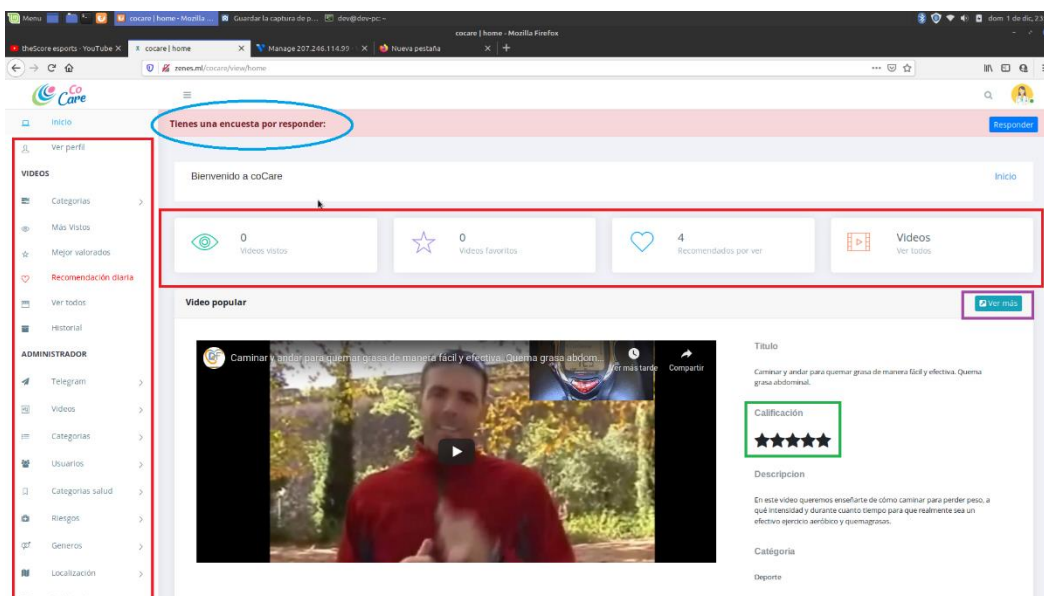 Menu
cocare | home - Mozilla ...
Guardar la captura de p...
dev@dev-pc: ~
dom 1 de dic, 23
cocare | home - Mozilla Firefox
theScore esports - YouTube
cocare | home
Manage 207.246.114.99
Nueva pestaña
zenes.ml/cocare/view/home
Co
Care
Inicio
Ver perfil
VIDEOS
Categorias
Más Vistos
Mejor valorados
Recomendación diaria
Ver todos
Historial
ADMINISTRADOR
Telegram
Videos
Categorias
Usuarios
Categorias salud
Riesgos
Generos
Localización
Tienes una encuesta por responder:
Responder
Bienvenido a coCare
Inicio
0
Videos vistos
0
Videos favoritos
4
Recomendados por ver
Videos
Ver todos
Video popular
Ver más
Caminar y andar para quemar grasa de manera fácil y efectiva. Quema grasa abdom...
Ver más tarde
Compartir
Titulo
Caminar y andar para quemar grasa de manera fácil y efectiva. Quema
grasa abdominal.
Calificación
Descripcion
En este video queremos enseñarte de cómo caminar para perder peso, a
qué intensidad y durante cuanto tiempo para que realmente sea un
efectivo ejercicio aeróbico y quemagrasas.
Catégoria
Deporte